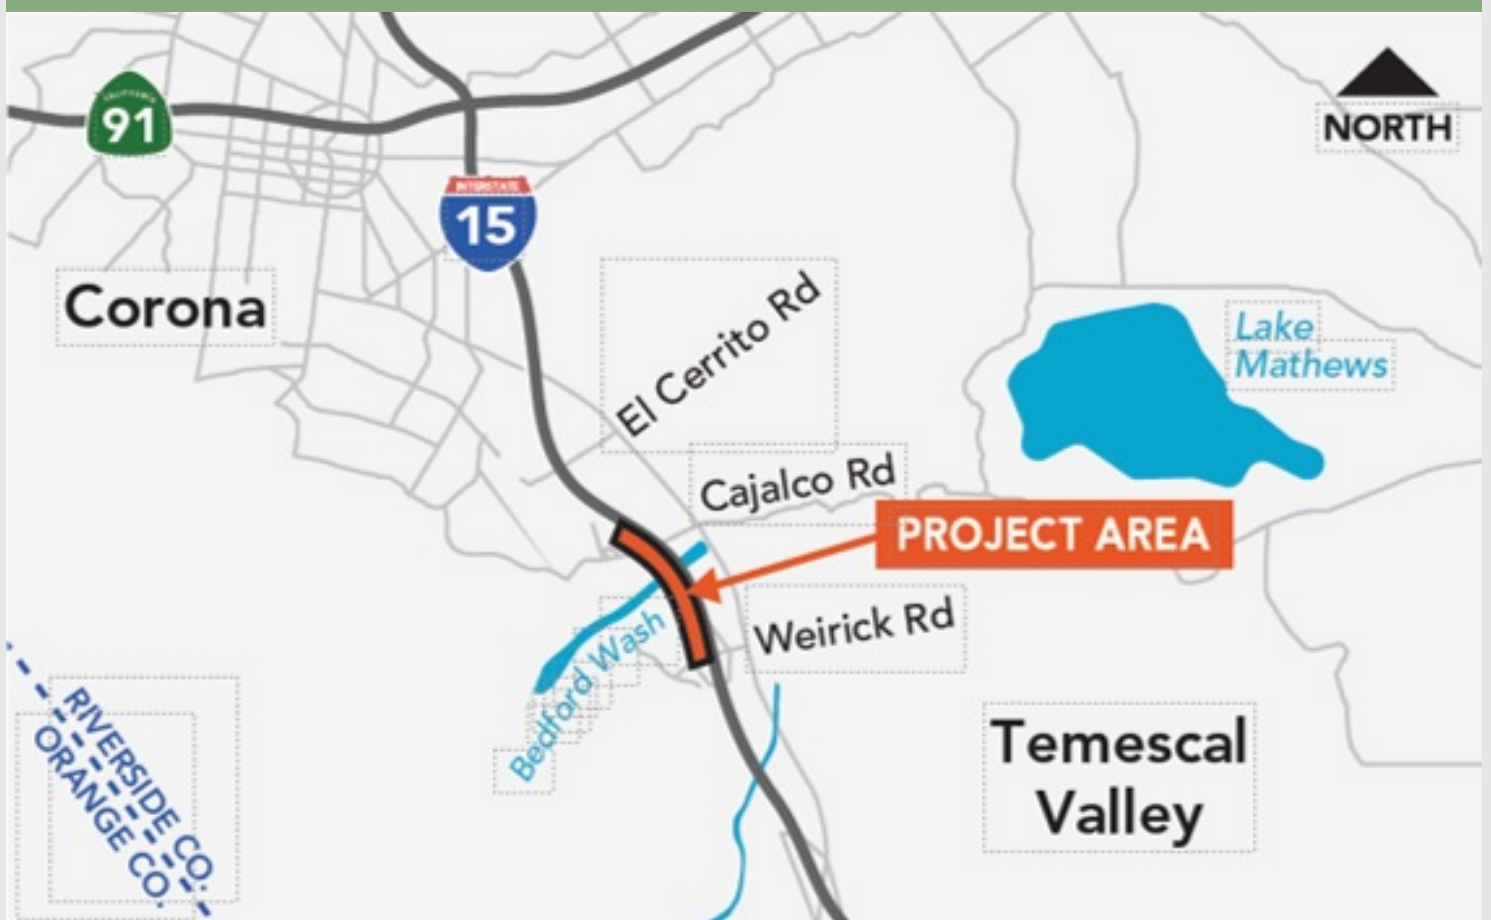 CALIFORNIA
91
NORTH
INTERSTATE
15
Corona
El Cerrito Rd
Lake
Mathews
Cajalco Rd
PROJECT AREA
Weirick Rd
Bedford Wash
RIVERSIDE CO.
ORANGE CO.
Temescal
Valley